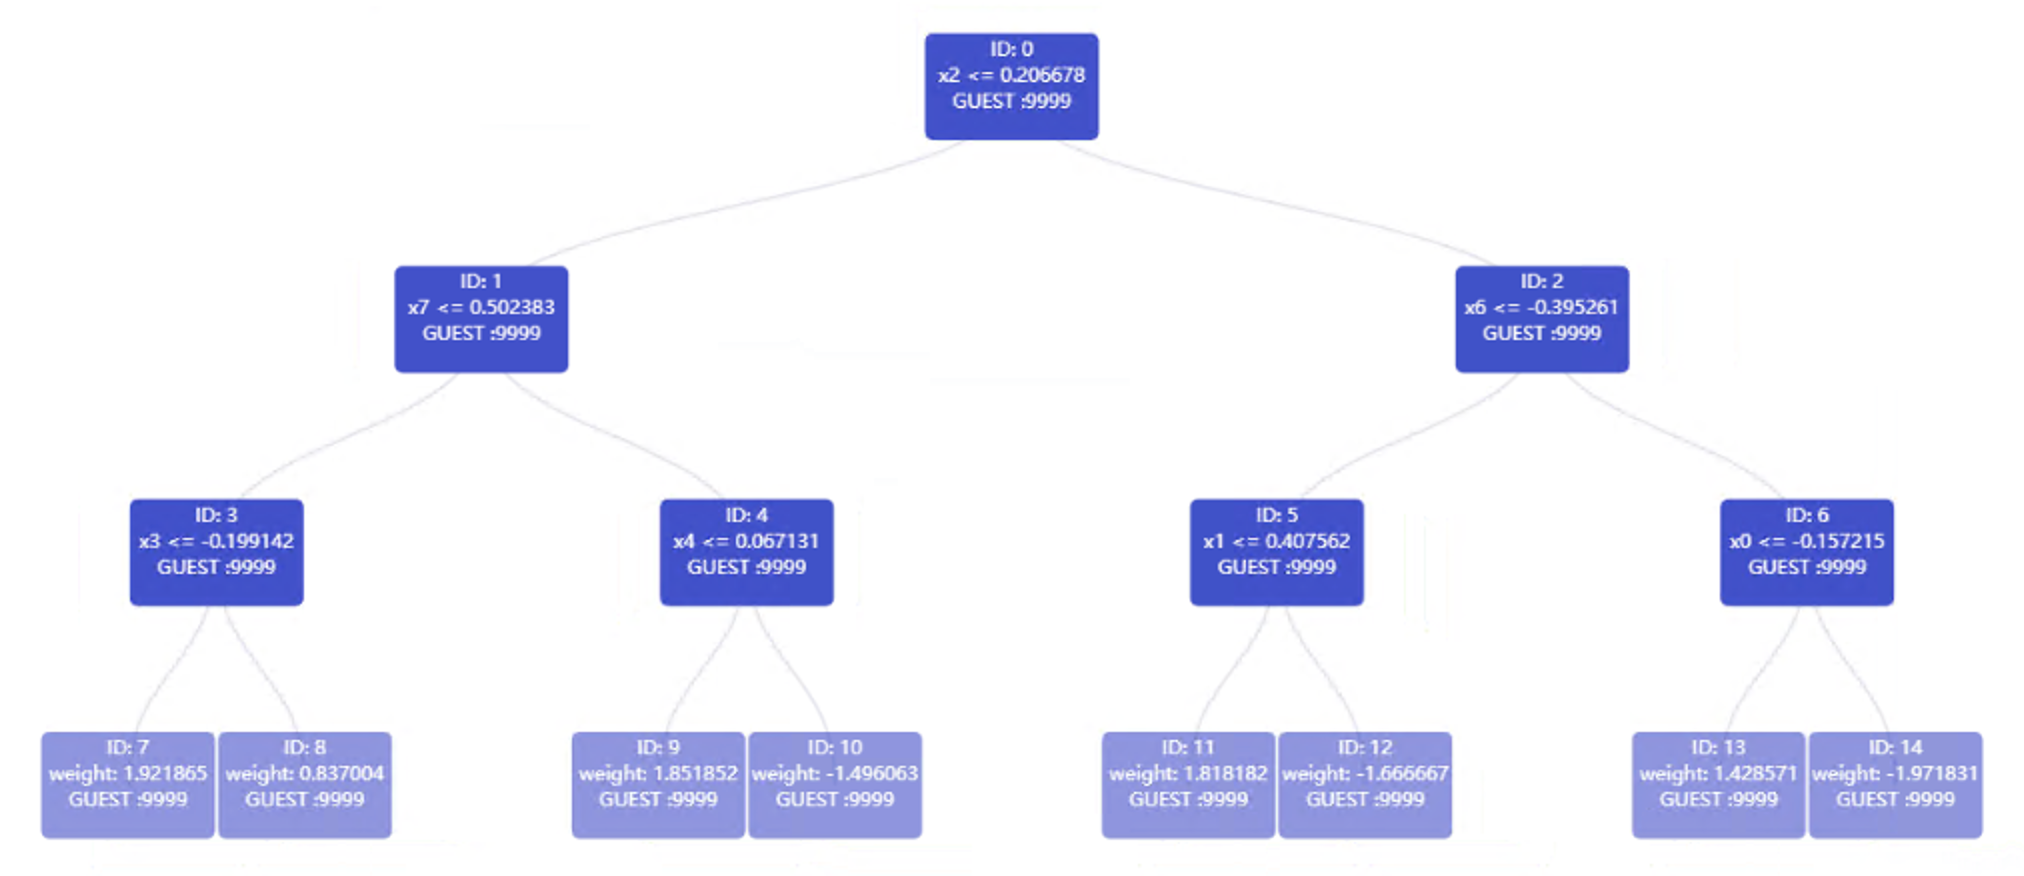 ID: 0
x2 <= 0.206678
GUEST :9999
ID: 1
x7 <= 0.502383
GUEST :9999
ID: 2
x6 <= -0.395261
GUEST :9999
ID: 3
x3 <= -0.199142
GUEST :9999
ID: 4
x4 <= 0.067131
GUEST :9999
ID: 5
x1 <= 0.407562
GUEST :9999
ID: 6
x0 <= -0.157215
GUEST :9999
ID: 7
weight: 1.921865
GUEST :9999
ID: 8
weight: 0.837004
GUEST :9999
ID: 9
weight: 1.851852
GUEST :9999
ID: 10
weight: -1.496063
GUEST :9999
ID: 11
weight: 1.818182
GUEST :9999
ID: 12
weight: -1.666667
GUEST :9999
ID: 13
weight: 1.428571
GUEST :9999
ID: 14
weight: -1.971831
GUEST :9999